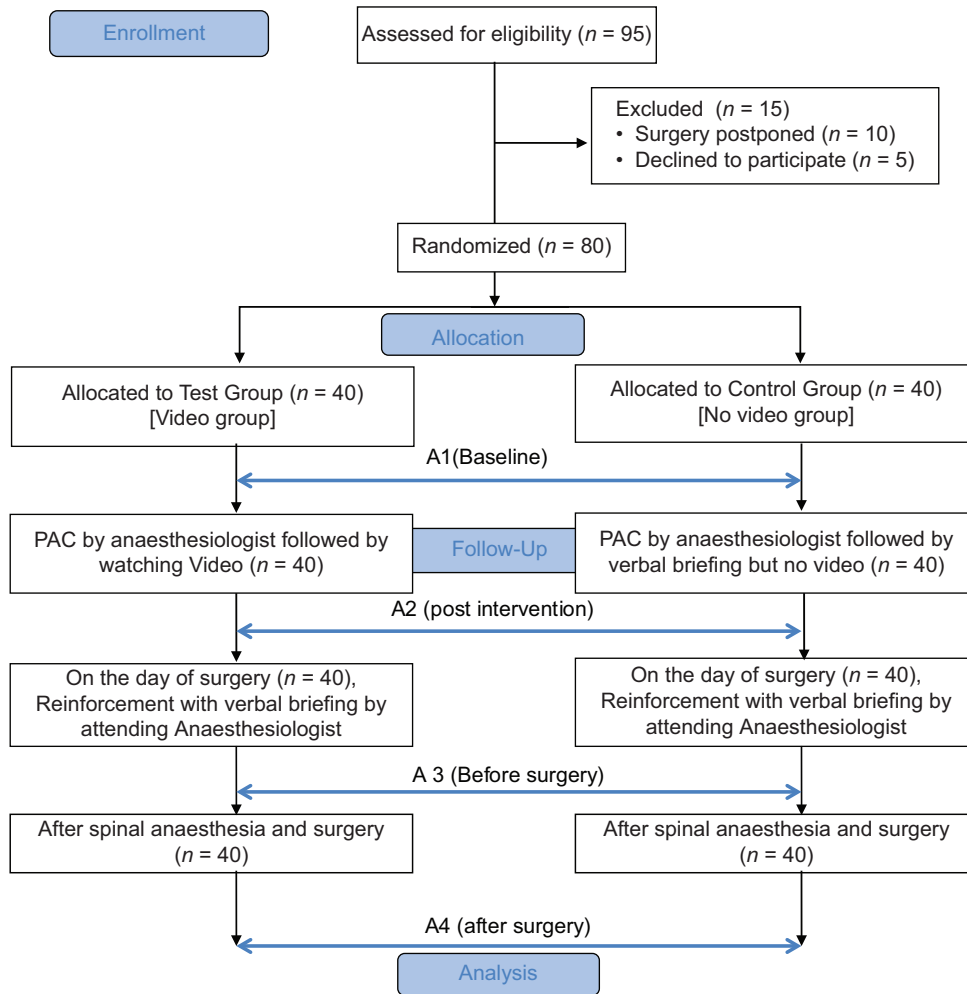 Enrollment
Assessed for eligibility (n = 95)
Excluded (n = 15)
• Surgery postponed (n = 10)
• Declined to participate (n = 5)
Randomized (n = 80)
Allocation
Allocated to Test Group (n = 40)
[Video group]
Allocated to Control Group (n = 40)
[No video group]
A1(Baseline)
PAC by anaesthesiologist followed by
watching Video (n = 40)
Follow-Up
PAC by anaesthesiologist followed by
verbal briefing but no video (n = 40)
A2 (post intervention)
On the day of surgery (n = 40),
Reinforcement with verbal briefing by
attending Anaesthesiologist
On the day of surgery (n = 40),
Reinforcement with verbal briefing by
attending Anaesthesiologist
A 3 (Before surgery)
After spinal anaesthesia and surgery
(n = 40)
After spinal anaesthesia and surgery
(n = 40)
A4 (after surgery)
Analysis